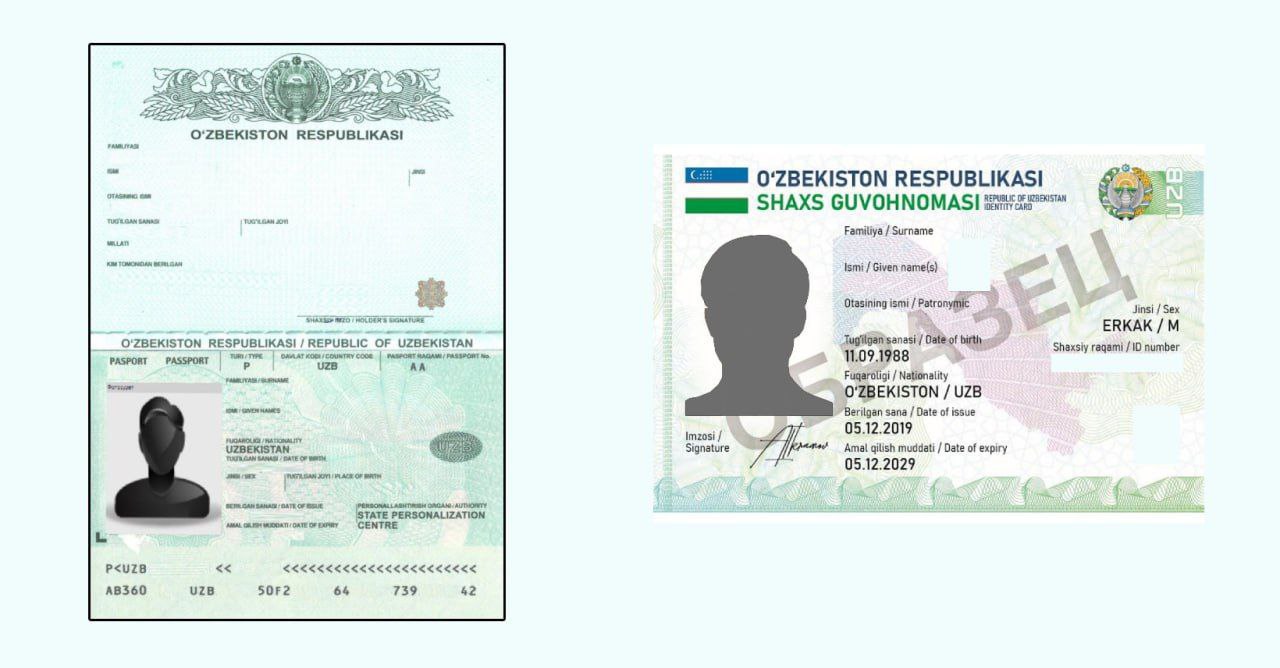 O‘ZBEKISTON RESPUBLIKASI
FAMILIYASI
ISMI
JINSI
OTASINING ISMI
TUG‘ILGAN SANASI
TUG‘ILGAN JOYI
MILLATI
KIM TOMONIDAN BERILGAN
SHAXSIY IMZO / HOLDER'S SIGNATURE
O‘ZBEKISTON RESPUBLIKASI / REPUBLIC OF UZBEKISTAN
PASPORT PASSPORT
TURI / TYPE
P
DAVLAT KODI / COUNTRY CODE
UZB
PASPORT RAQAMI / PASSPORT No.
A A
FAMILIYASI / SURNAME
ISMI / GIVEN NAMES
FUQAROLIGI / NATIONALITY
UZBEKISTAN
TUG‘ILGAN SANASI / DATE OF BIRTH
JINSI / SEX
TUG‘ILGAN JOYI / PLACE OF BIRTH
BERILGAN SANASI / DATE OF ISSUE
AMAL QILISH MUDDATI / DATE OF EXPIRY
PERSONALLASHTIRISH ORGANI / AUTHORITY
STATE PERSONALIZATION
CENTRE
UZB
P<UZB << <<<<<<<<<<<<<<<<<<<<<<<
AB360 UZB 50F2 64 739 42
O‘ZBEKISTON RESPUBLIKASI
SHAXS GUVOHNOMASI
REPUBLIC OF UZBEKISTAN
IDENTITY CARD
UZB
Familiya / Surname
Ismi / Given name(s)
Otasining ismi / Patronymic
Tug‘ilgan sanasi / Date of birth
11.09.1988
Fuqaroligi / Nationality
O‘ZBEKISTON / UZB
Berilgan sana / Date of issue
05.12.2019
Amal qilish muddati / Date of expiry
05.12.2029
Jinsi / Sex
ERKAK / M
Shaxsiy raqami / ID number
Imzosi /
Signature
ОБРАЗЕЦ